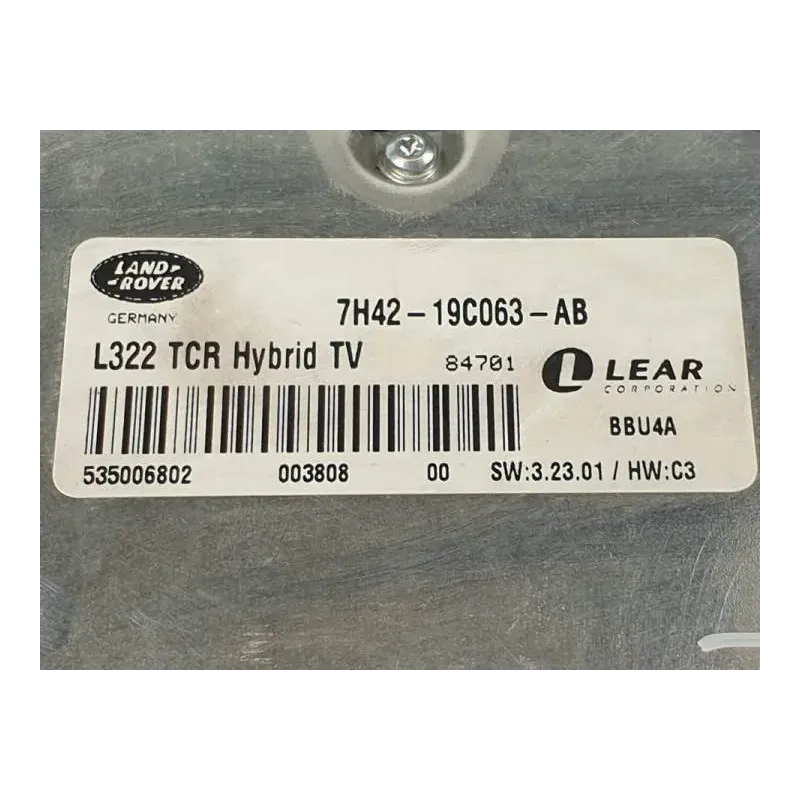 LAND-
-ROVER
GERMANY
7H42-19C063-AB
L322 TCR Hybrid TV
84701
LEAR
CORPORATION
BBU4A
535006802 003808 00 SW:3.23.01 / HW:C3